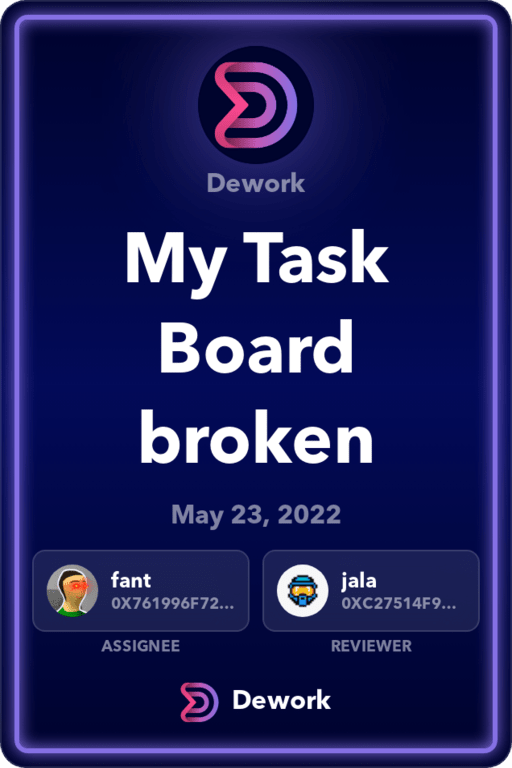 Dework
My Task
Board
broken
May 23, 2022
fant
0X761996F72...
jala
0XC27514F9...
ASSIGNEE
REVIEWER
Dework